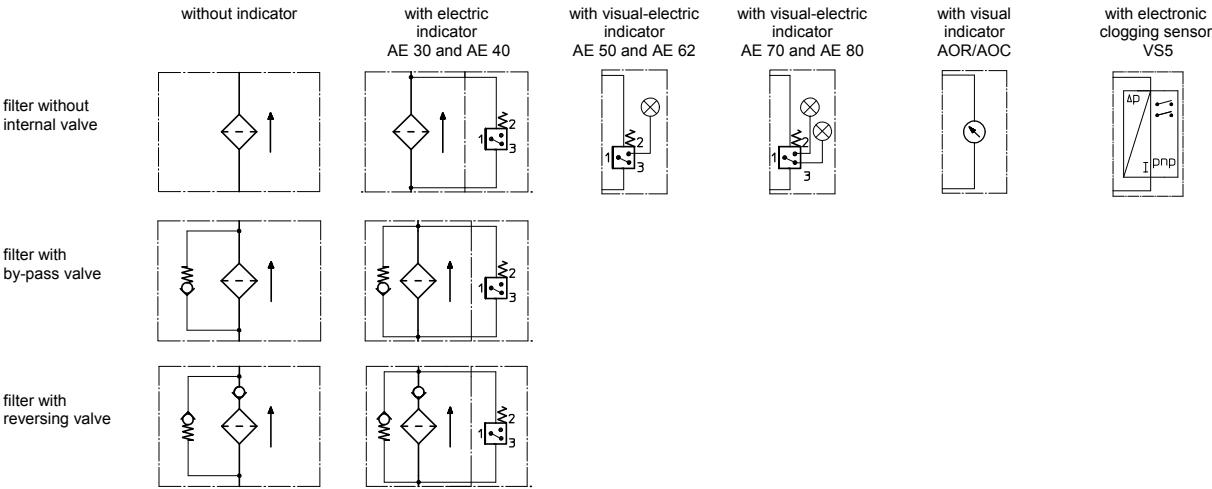 without indicator
with electric
indicator
AE 30 and AE 40
with visual-electric
indicator
AE 50 and AE 62
with visual-electric
indicator
AE 70 and AE 80
with visual
indicator
AOR/AOC
with electronic
clogging sensor
VS5
filter without
internal valve
1
2
3
1
2
3
1
2
3
Δp
I
pnp
filter with
by-pass valve
1
2
3
filter with
reversing valve
1
2
3